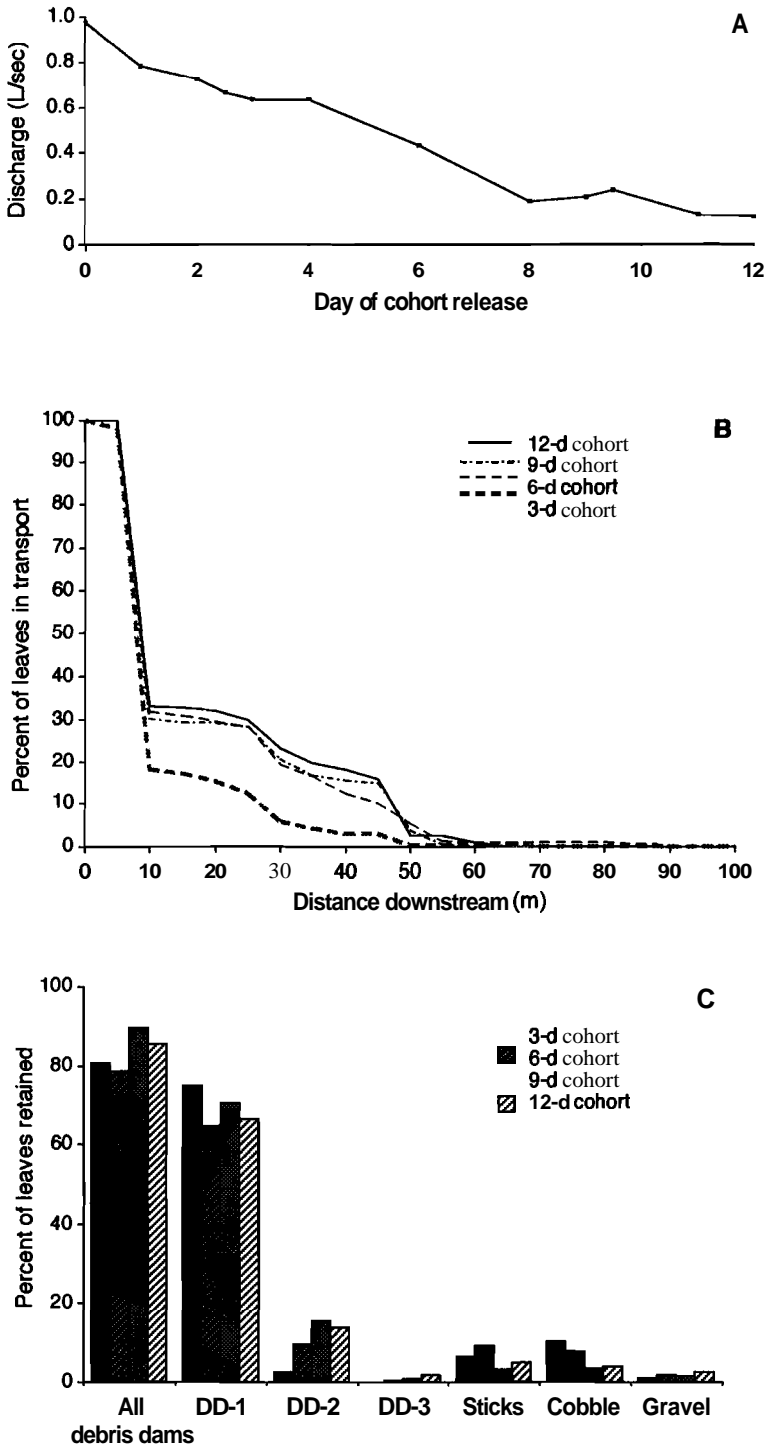 A
Discharge (L/sec)
1.0
0.8
0.6
0.4
0.2
0
0 2 4 6 8 10 12
Day of cohort release
B
Percent of leaves in transport
100
90
80
70
60
50
40
30
20
10
0
12-d cohort
9-d cohort
6-d cohort
3-d cohort
0 10 20 30 40 50 60 70 80 90 100
Distance downstream (m)
C
Percent of leaves retained
100
80
60
40
20
0
3-d cohort
6-d cohort
9-d cohort
12-d cohort
All DD-1 DD-2 DD-3 Sticks Cobble Gravel
debris dams